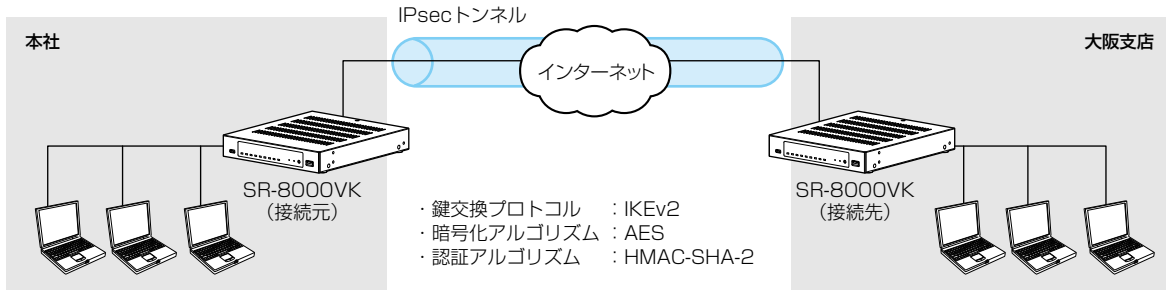 IPsecトンネル
本社
大阪支店
インターネット
SR-8000VK
（接続元）
SR-8000VK
（接続先）
・鍵交換プロトコル　：IKEv2
・暗号化アルゴリズム：AES
・認証アルゴリズム　：HMAC-SHA-2